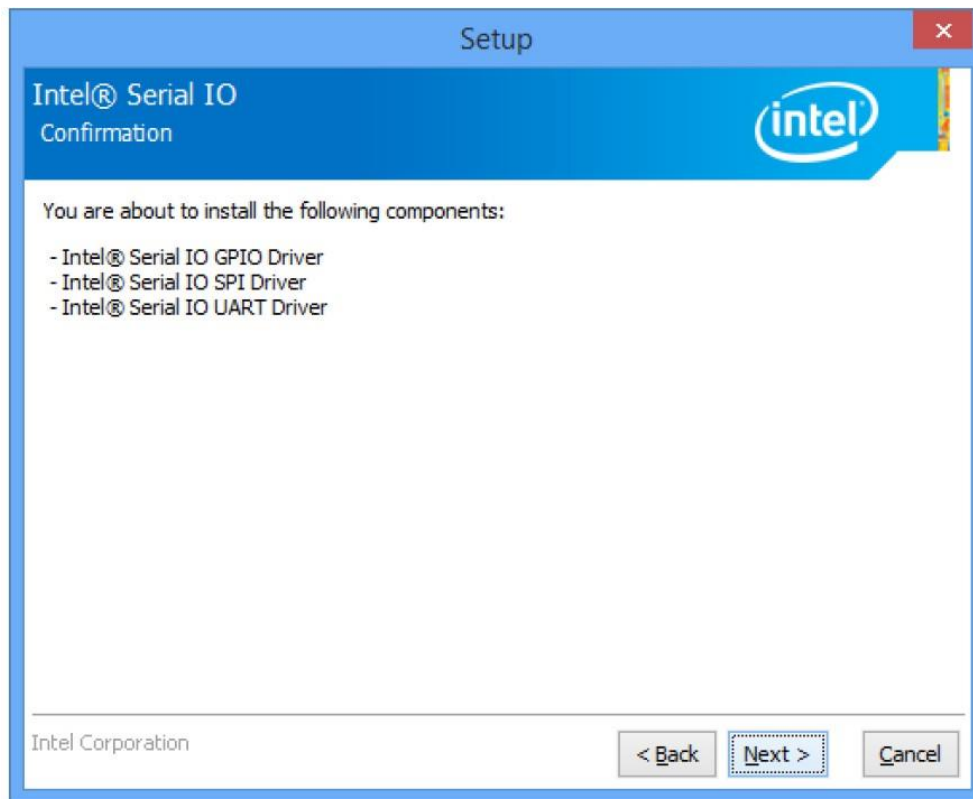 Setup
Intel® Serial IO
Confirmation
intel
You are about to install the following components:
- Intel® Serial IO GPIO Driver
- Intel® Serial IO SPI Driver
- Intel® Serial IO UART Driver
Intel Corporation
< Back
Next >
Cancel